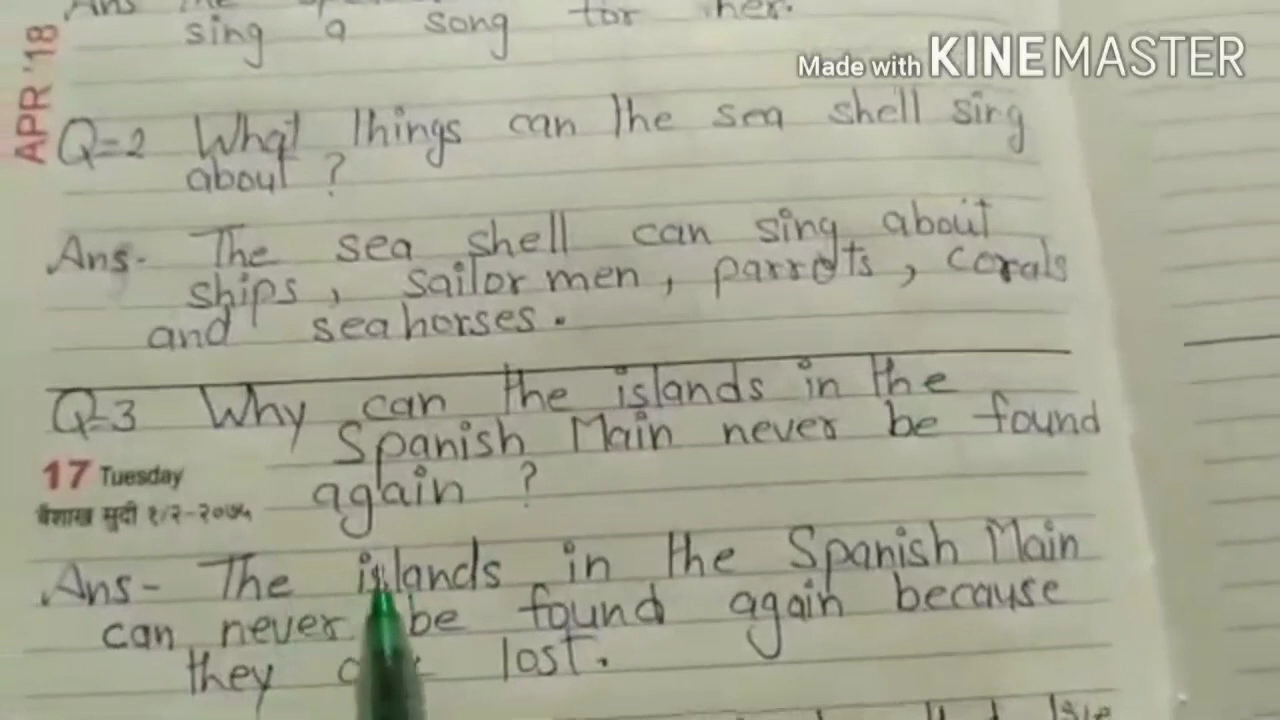 sing a song for her.
Made with KINEMASTER
APR '18
Q=2 What things can the sea shell sing
about ?
Ans- The sea shell can sing about
ships, sailor men, parrots, corals
and seahorses.
Q-3 Why can the islands in the
Spanish Main never be found
again ?
17 Tuesday
वैशाख सुदी १/२-२०७५
Ans- The islands in the Spanish Main
can never be found again because
they lost.